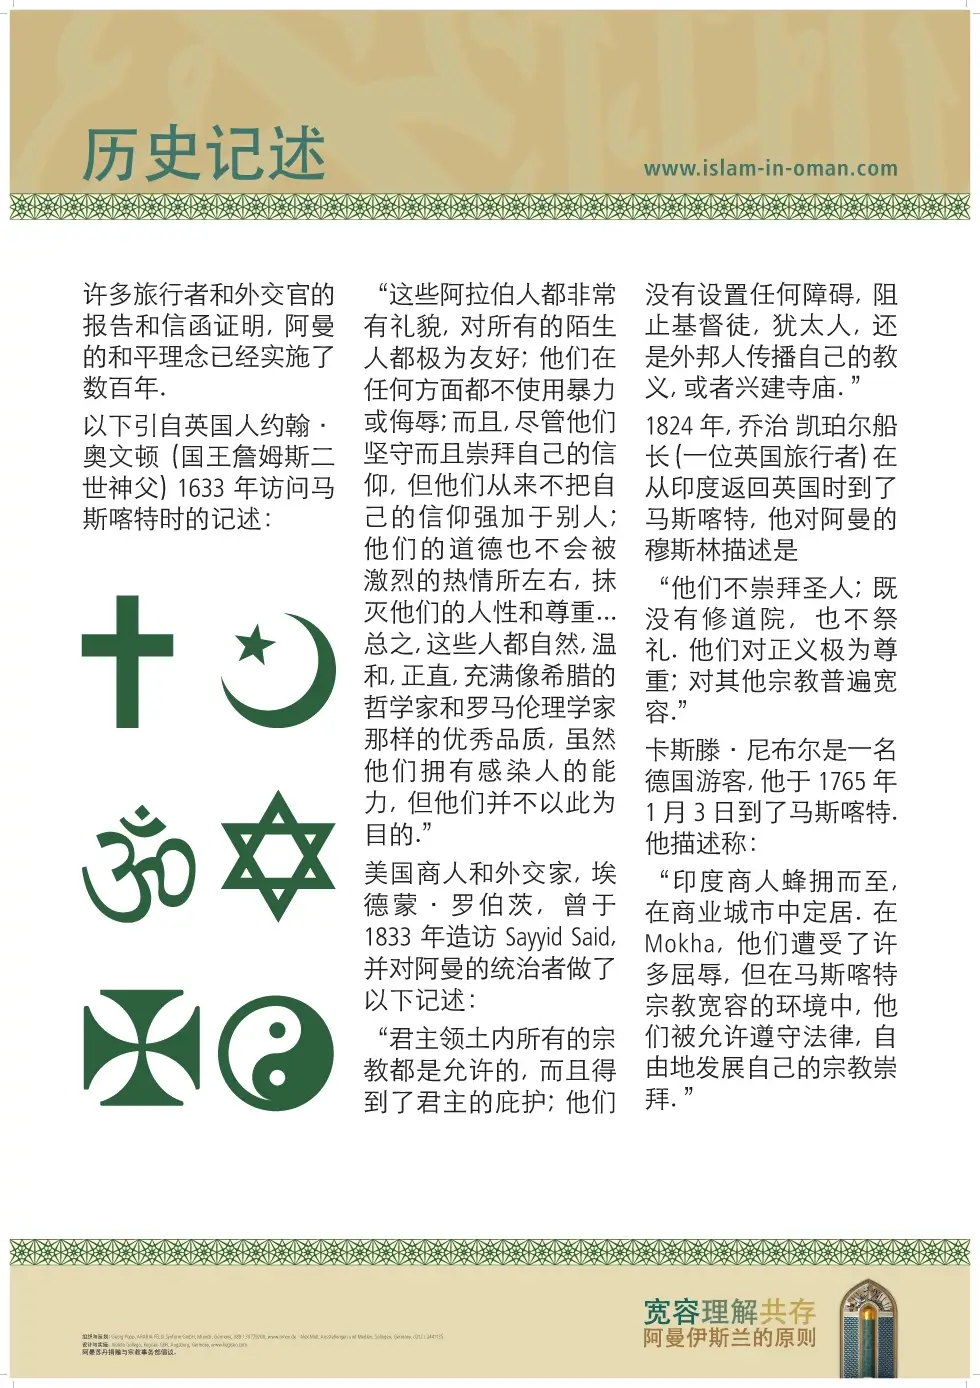 历史记述
www.islam-in-oman.com
许多旅行者和外交官的
报告和信函证明, 阿曼
的和平理念已经实施了
数百年.
以下引自英国人约翰·
奥文顿 (国王詹姆斯二
世神父) 1633 年访问马
斯喀特时的记述:
“这些阿拉伯人都非常
有礼貌, 对所有的陌生
人都极为友好; 他们在
任何方面都不使用暴力
或侮辱; 而且, 尽管他们
坚守而且崇拜自己的信
仰, 但他们从来不把自
己的信仰强加于别人;
他们的道德也不会被
激烈的热情所左右, 抹
灭他们的人性和尊重...
总之, 这些人都自然, 温
和, 正直, 充满像希腊的
哲学家和罗马伦理学家
那样的优秀品质, 虽然
他们拥有感染人的能
力, 但他们并不以此为
目的.”
美国商人和外交家, 埃
德蒙·罗伯茨, 曾于
1833 年造访 Sayyid Said,
并对阿曼的统治者做了
以下记述:
“君主领土内所有的宗
教都是允许的, 而且得
到了君主的庇护; 他们
没有设置任何障碍, 阻
止基督徒, 犹太人, 还
是外邦人传播自己的教
义, 或者兴建寺庙.”
1824 年, 乔治 凯珀尔船
长 (一位英国旅行者) 在
从印度返回英国时到了
马斯喀特, 他对阿曼的
穆斯林描述是
“他们不崇拜圣人; 既
没有修道院, 也不祭
礼. 他们对正义极为尊
重; 对其他宗教普遍宽
容.”
卡斯滕·尼布尔是一名
德国游客, 他于 1765 年
1 月 3 日到了马斯喀特.
他描述称:
“印度商人蜂拥而至,
在商业城市中定居. 在
Mokha, 他们遭受了许
多屈辱, 但在马斯喀特
宗教宽容的环境中, 他
们被允许遵守法律, 自
由地发展自己的宗教崇
拜.”
宽容理解共存
阿曼伊斯兰的原则
阿曼苏丹捐赠与宗教事务部倡议.